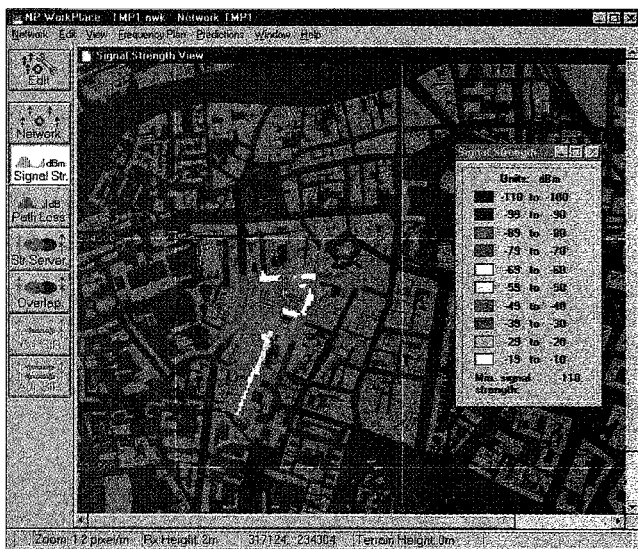 NP WorkPlace TMP1.nwk - Network TMP1
Network Edit View Frequency Plan Predictions Window Help
Signal Strength View
Edit
Network
dBm
Signal Str.
dB
Path Loss
Str Server
Overlap
Signal Strength
Units: dBm
-110 to -100
-99 to -90
-89 to -80
-79 to -70
-69 to -60
-59 to -50
-49 to -40
-39 to -30
-29 to -20
-19 to -10
Max. signal -110
strength:
Zoom: 1.2 pixel/m Rx Height: 2m 317124, 234304 Terrain Height: 0m